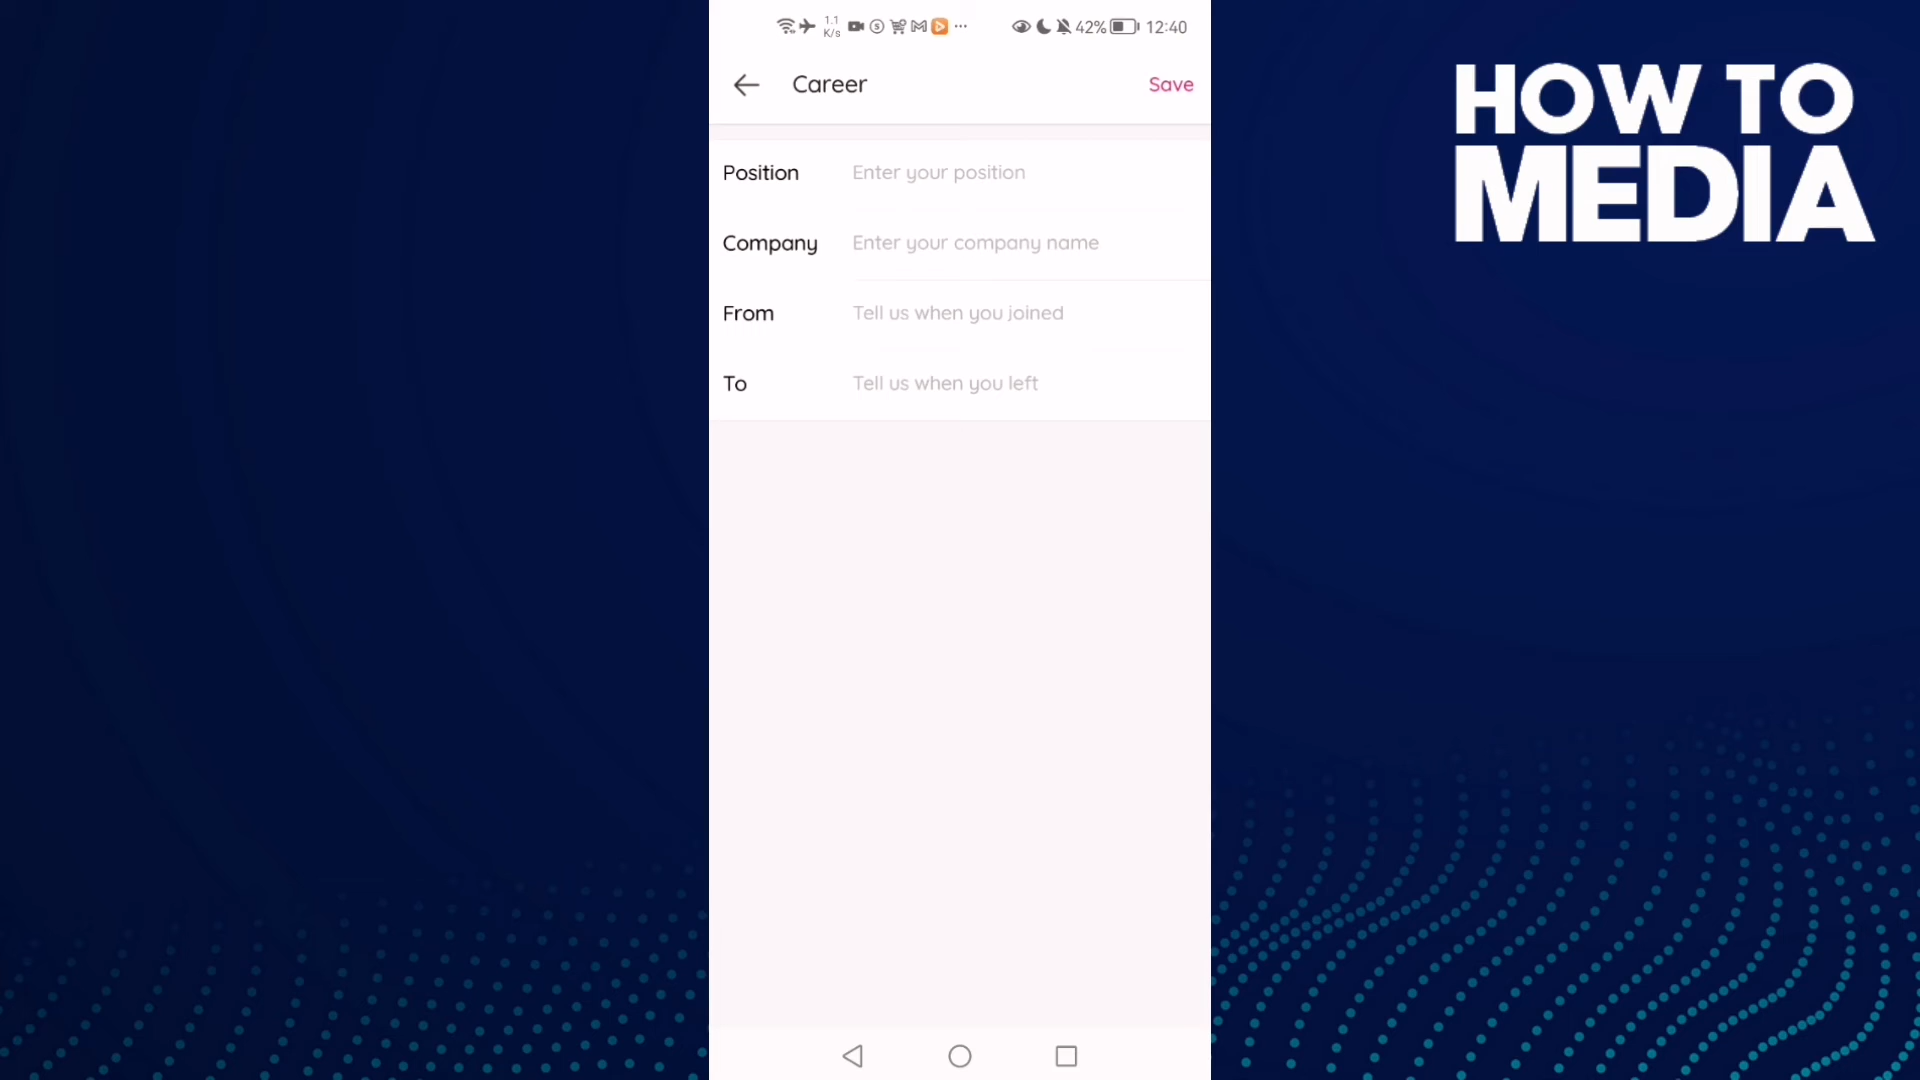 1.1
K/s
42%
12:40
Career
Save
Position
Enter your position
Company
Enter your company name
From
Tell us when you joined
To
Tell us when you left
HOW TO
MEDIA